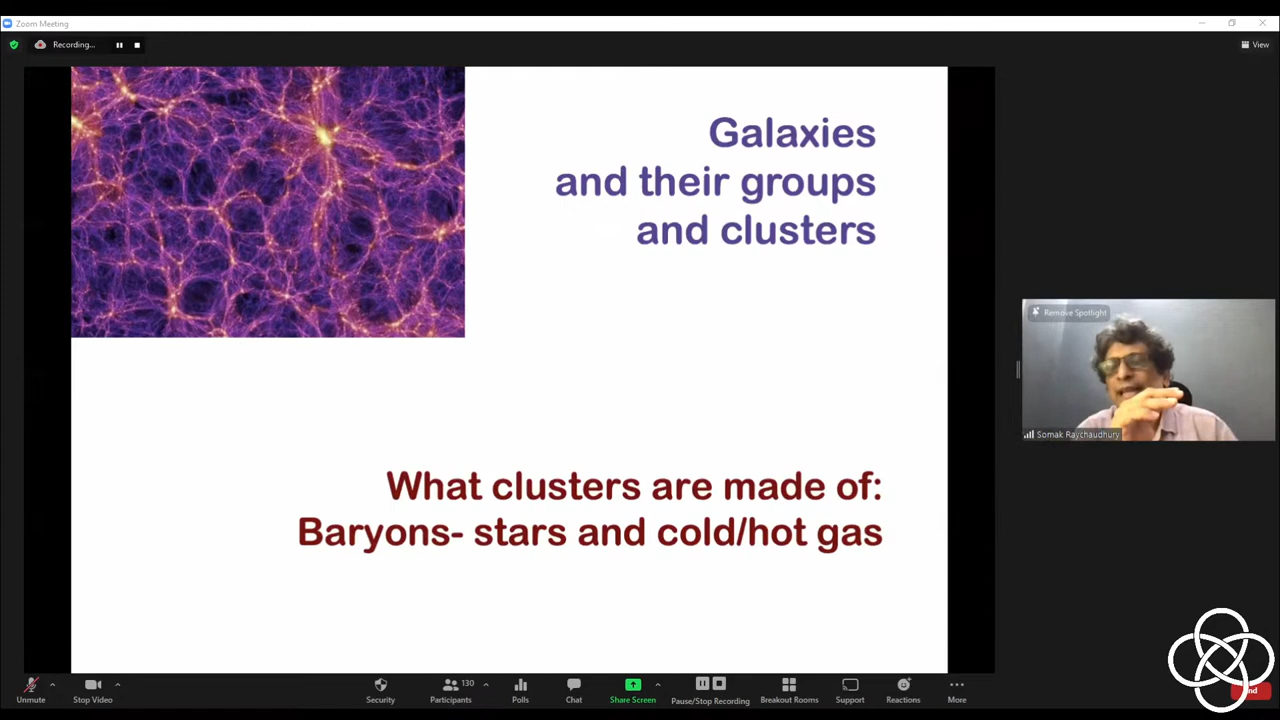 Zoom Meeting
Recording...
View
Galaxies
and their groups
and clusters
Remove Spotlight
Somak Raychaudhury
What clusters are made of:
Baryons- stars and cold/hot gas
Unmute
Stop Video
Security
130
Participants
Polls
Chat
Share Screen
Pause/Stop Recording
Breakout Rooms
Support
Reactions
More